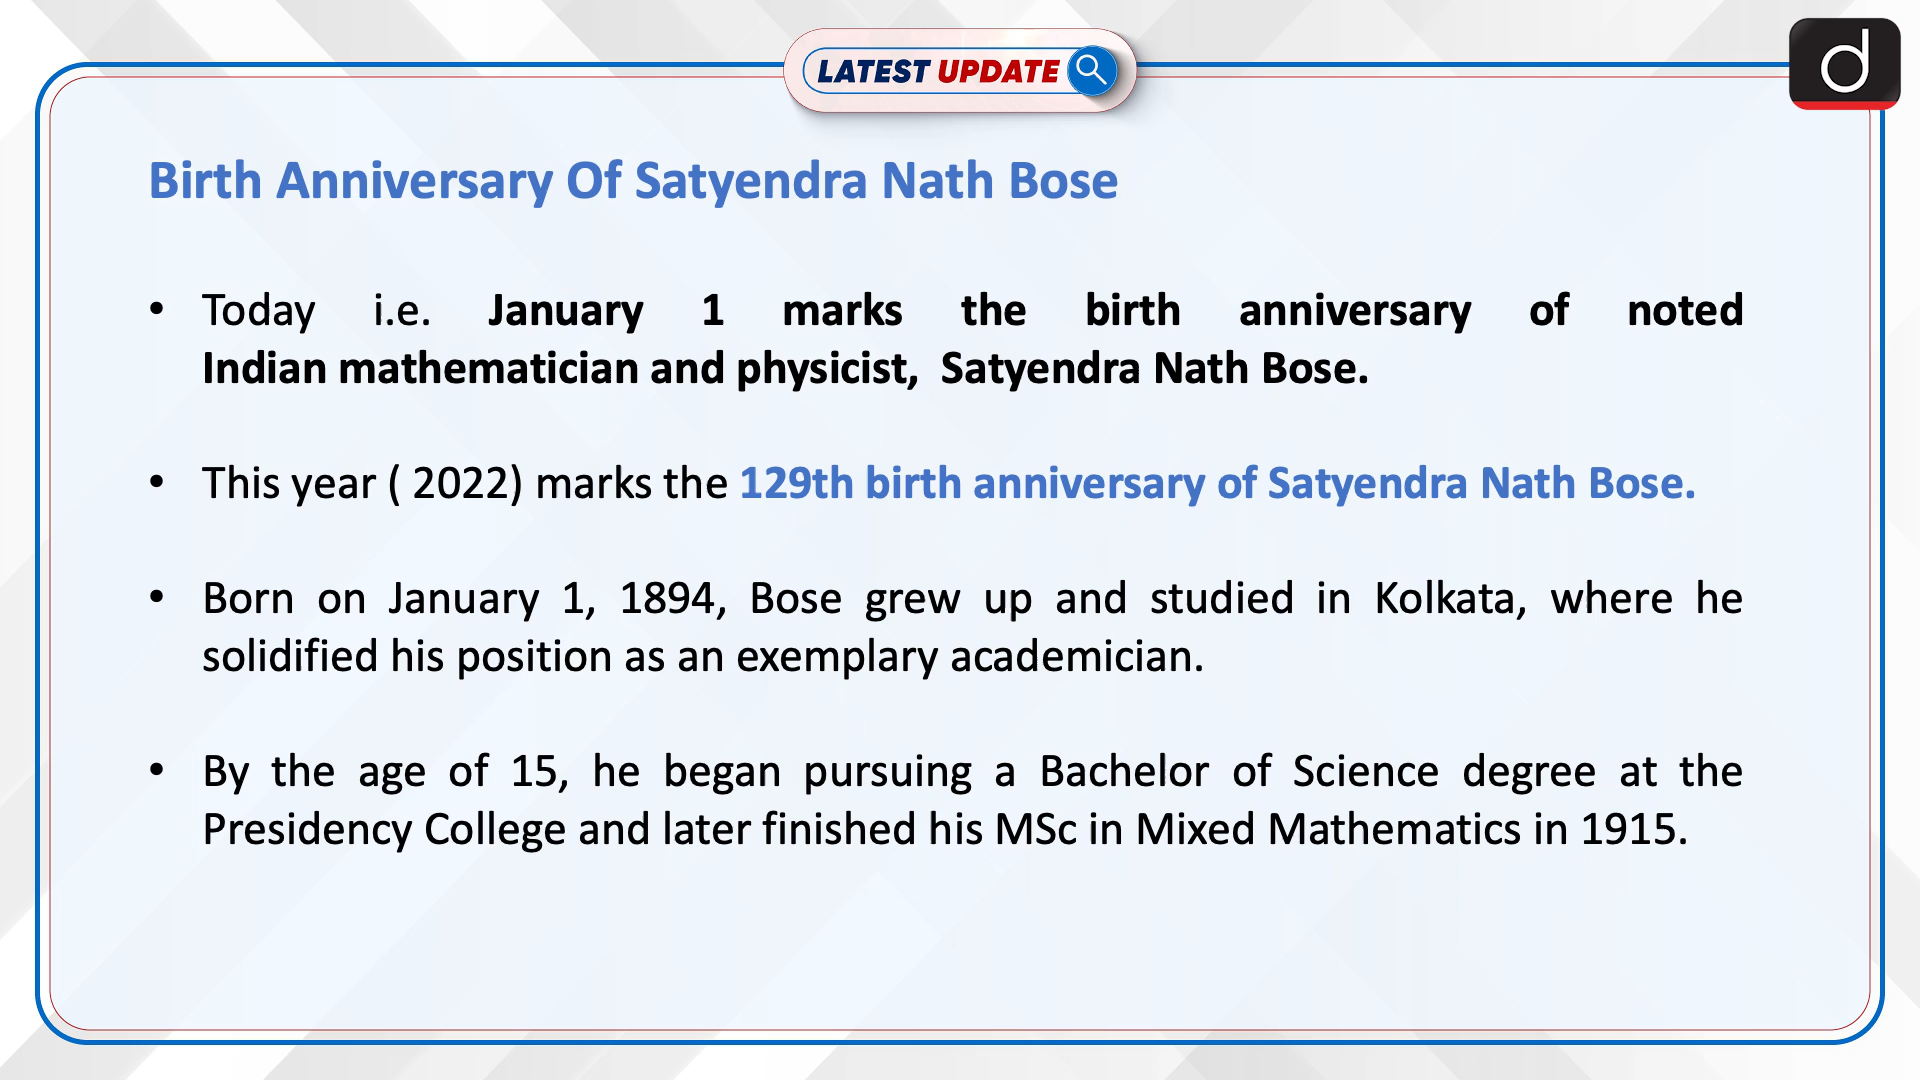 LATEST UPDATE
d
Birth Anniversary Of Satyendra Nath Bose
• Today i.e. January 1 marks the birth anniversary of noted
Indian mathematician and physicist, Satyendra Nath Bose.
• This year ( 2022) marks the 129th birth anniversary of Satyendra Nath Bose.
• Born on January 1, 1894, Bose grew up and studied in Kolkata, where he
solidified his position as an exemplary academician.
• By the age of 15, he began pursuing a Bachelor of Science degree at the
Presidency College and later finished his MSc in Mixed Mathematics in 1915.